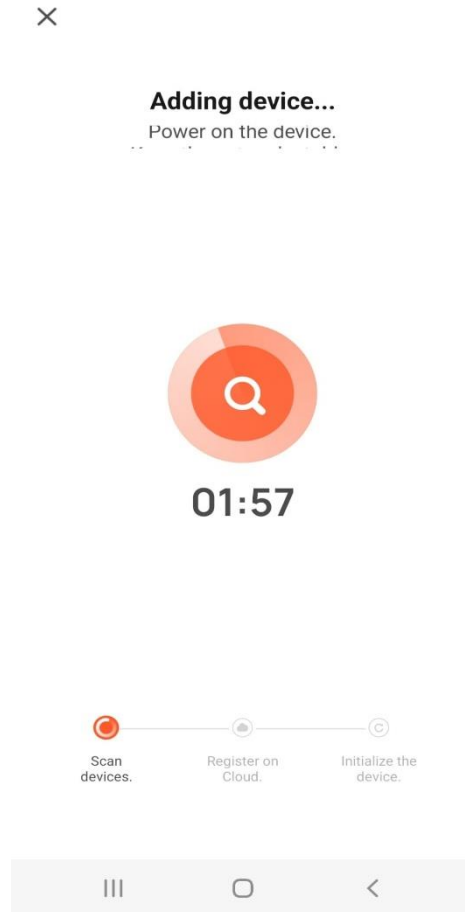 Adding device...
Power on the device.
01:57
Scan
devices.
Register on
Cloud.
Initialize the
device.